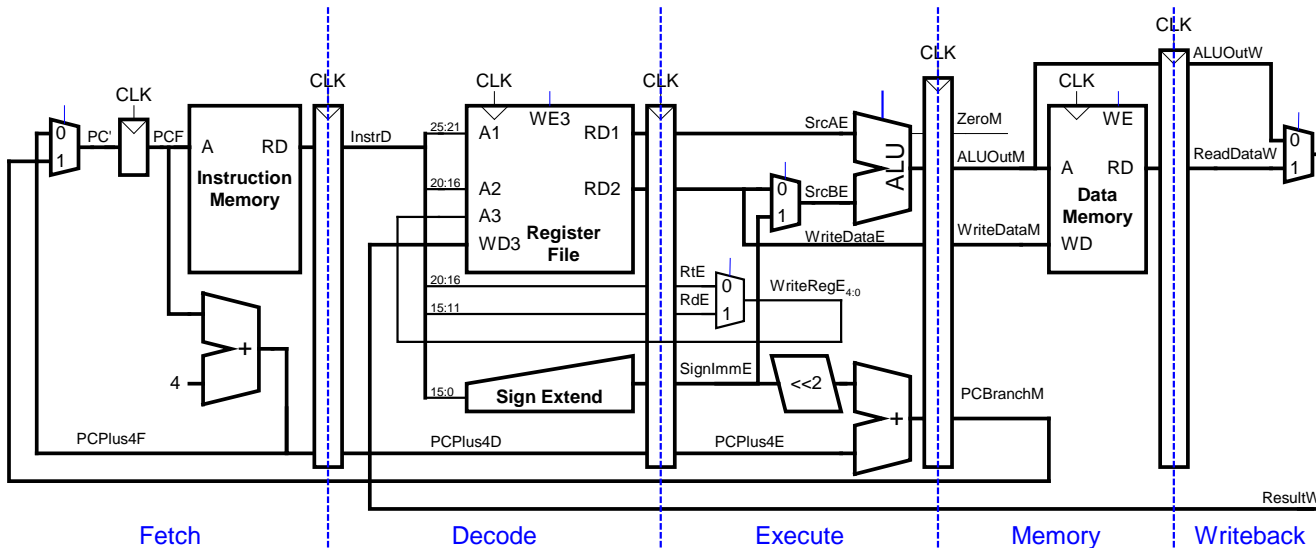 CLK
ALUOutW
CLK
CLK
CLK
CLK
CLK
CLK
0
1
PC'
PCF
A
RD
Instruction
Memory
InstrD
25:21
A1
WE3
RD1
SrcAE
ALU
ZeroM
ALUOutM
WE
A
RD
Data
Memory
WD
ReadDataW
0
1
20:16
A2
RD2
0
1
SrcBE
A3
WD3
Register
File
WriteDataE
WriteDataM
20:16
RtE
0
WriteRegE4:0
15:11
RdE
1
+
4
SignImmE
<<2
15:0
Sign Extend
PCBranchM
+
PCPlus4F
PCPlus4D
PCPlus4E
ResultW
Fetch
Decode
Execute
Memory
Writeback